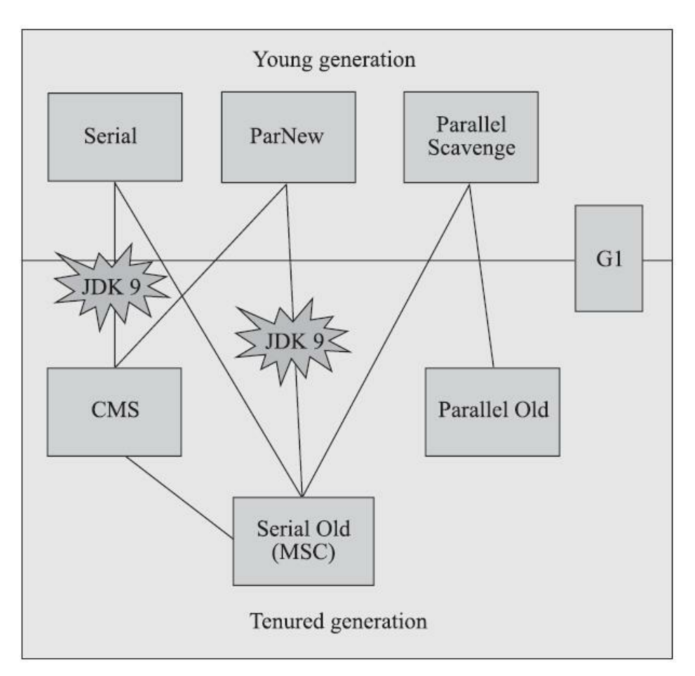 Young generation
Serial
ParNew
Parallel
Scavenge
G1
JDK 9
JDK 9
CMS
Parallel Old
Serial Old
(MSC)
Tenured generation